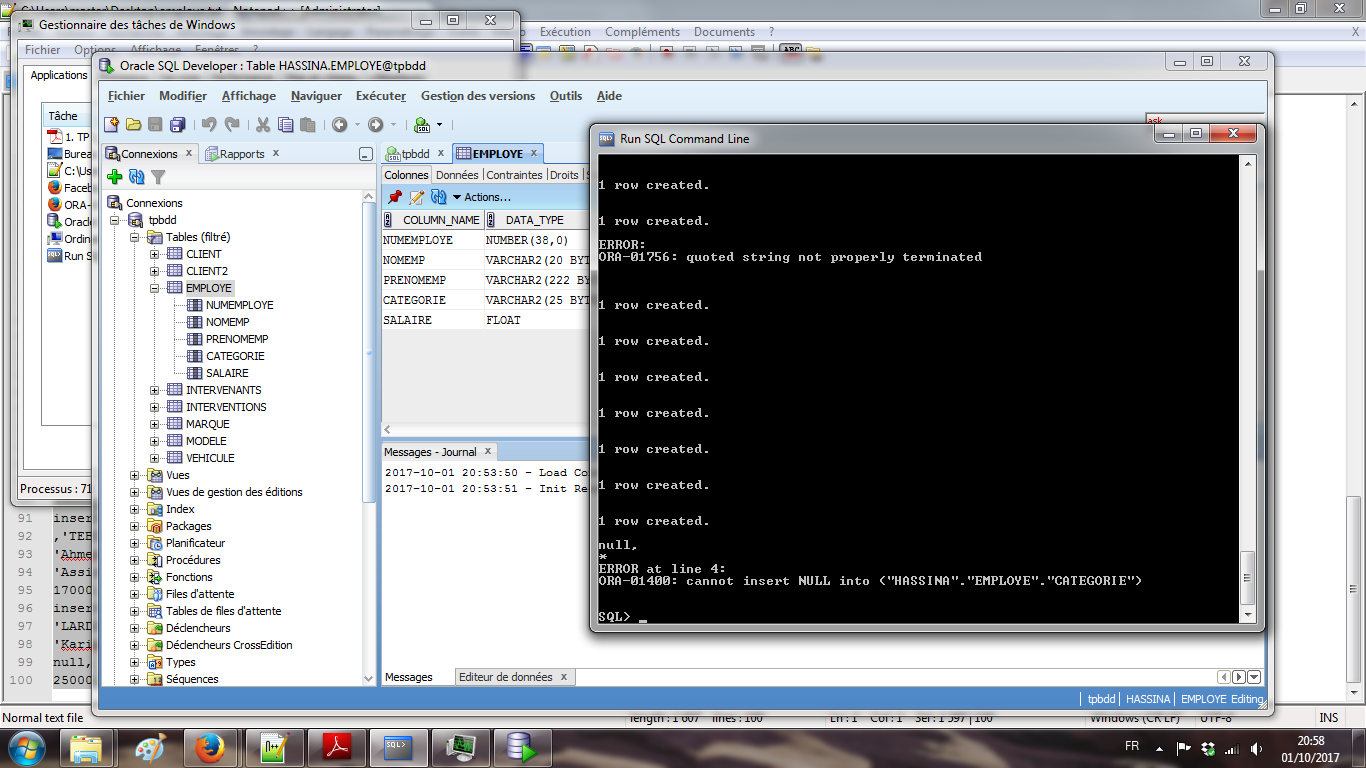 Gestionnaire des tâches de Windows
Exécution Compléments Documents ? X
Fichier Options Affichage Fenêtres ?
Applications
Tâche
1. TP
Bureau
C:\Us
Faceb
ORA-
Oracle
Ordin
Run S
Processus : 71
Oracle SQL Developer : Table HASSINA.EMPLOYE@tpbdd
Fichier Modifier Affichage Naviguer Exécuter Gestion des versions Outils Aide
ask
Connexions Rapports
Connexions
tpbdd
Tables (filtré)
CLIENT
CLIENT2
EMPLOYE
NUMEMPLOYE
NOMEMP
PRENOMEMP
CATEGORIE
SALAIRE
INTERVENANTS
INTERVENTIONS
MARQUE
MODELE
VEHICULE
Vues
Vues de gestion des éditions
Index
Packages
Planificateur
Procédures
Fonctions
Files d'attente
Tables de files d'attente
Déclencheurs
Déclencheurs CrossEdition
Types
Séquences
tpbdd EMPLOYE
Colonnes Données Contraintes Droits
Actions...
COLUMN_NAME DATA_TYPE
NUMEMPLOYE NUMBER(38,0)
NOMEMP VARCHAR2(20 BYT
PRENOMEMP VARCHAR2(222 BY
CATEGORIE VARCHAR2(25 BYT
SALAIRE FLOAT
Messages - Journal
2017-10-01 20:53:50 - Load Co
2017-10-01 20:53:51 - Init Re
Messages Editeur de données
tpbdd HASSINA EMPLOYE Editing
Run SQL Command Line
1 row created.
1 row created.
ERROR:
ORA-01756: quoted string not properly terminated
1 row created.
1 row created.
1 row created.
1 row created.
1 row created.
1 row created.
1 row created.
null,
*
ERROR at line 4:
ORA-01400: cannot insert NULL into ("HASSINA"."EMPLOYE"."CATEGORIE")
SQL> _
91 inser
92 ,'TEB
93 'Ahme
94 'Assi
95 17000
96 inser
97 'LARD
98 'Kari
99 null,
100 25000
Normal text file
length : 1 607 lines : 100 Ln : 1 Col : 1 Sel : 1 597 | 100 Windows (CR LF) UTF-8 INS
FR 20:58
01/10/2017